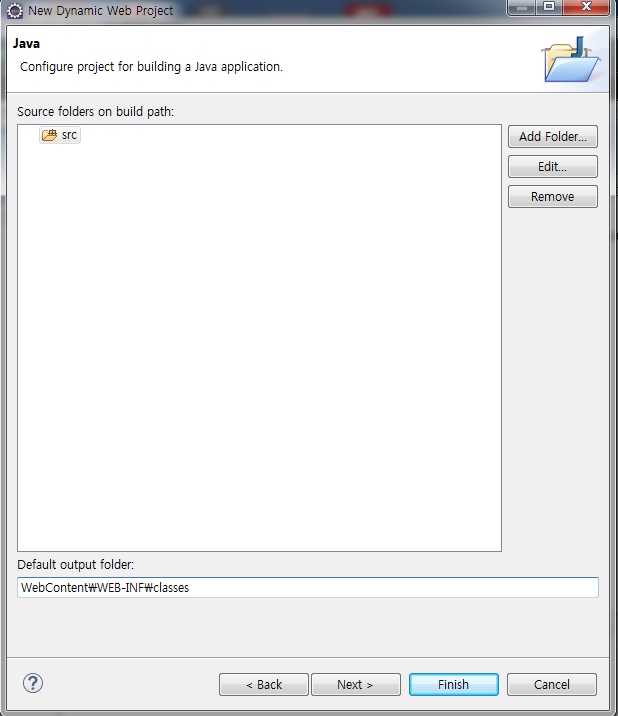 New Dynamic Web Project
Java
Configure project for building a Java application.
Source folders on build path:
src
Add Folder...
Edit...
Remove
Default output folder:
WebContent₩WEB-INF₩classes
?
< Back
Next >
Finish
Cancel